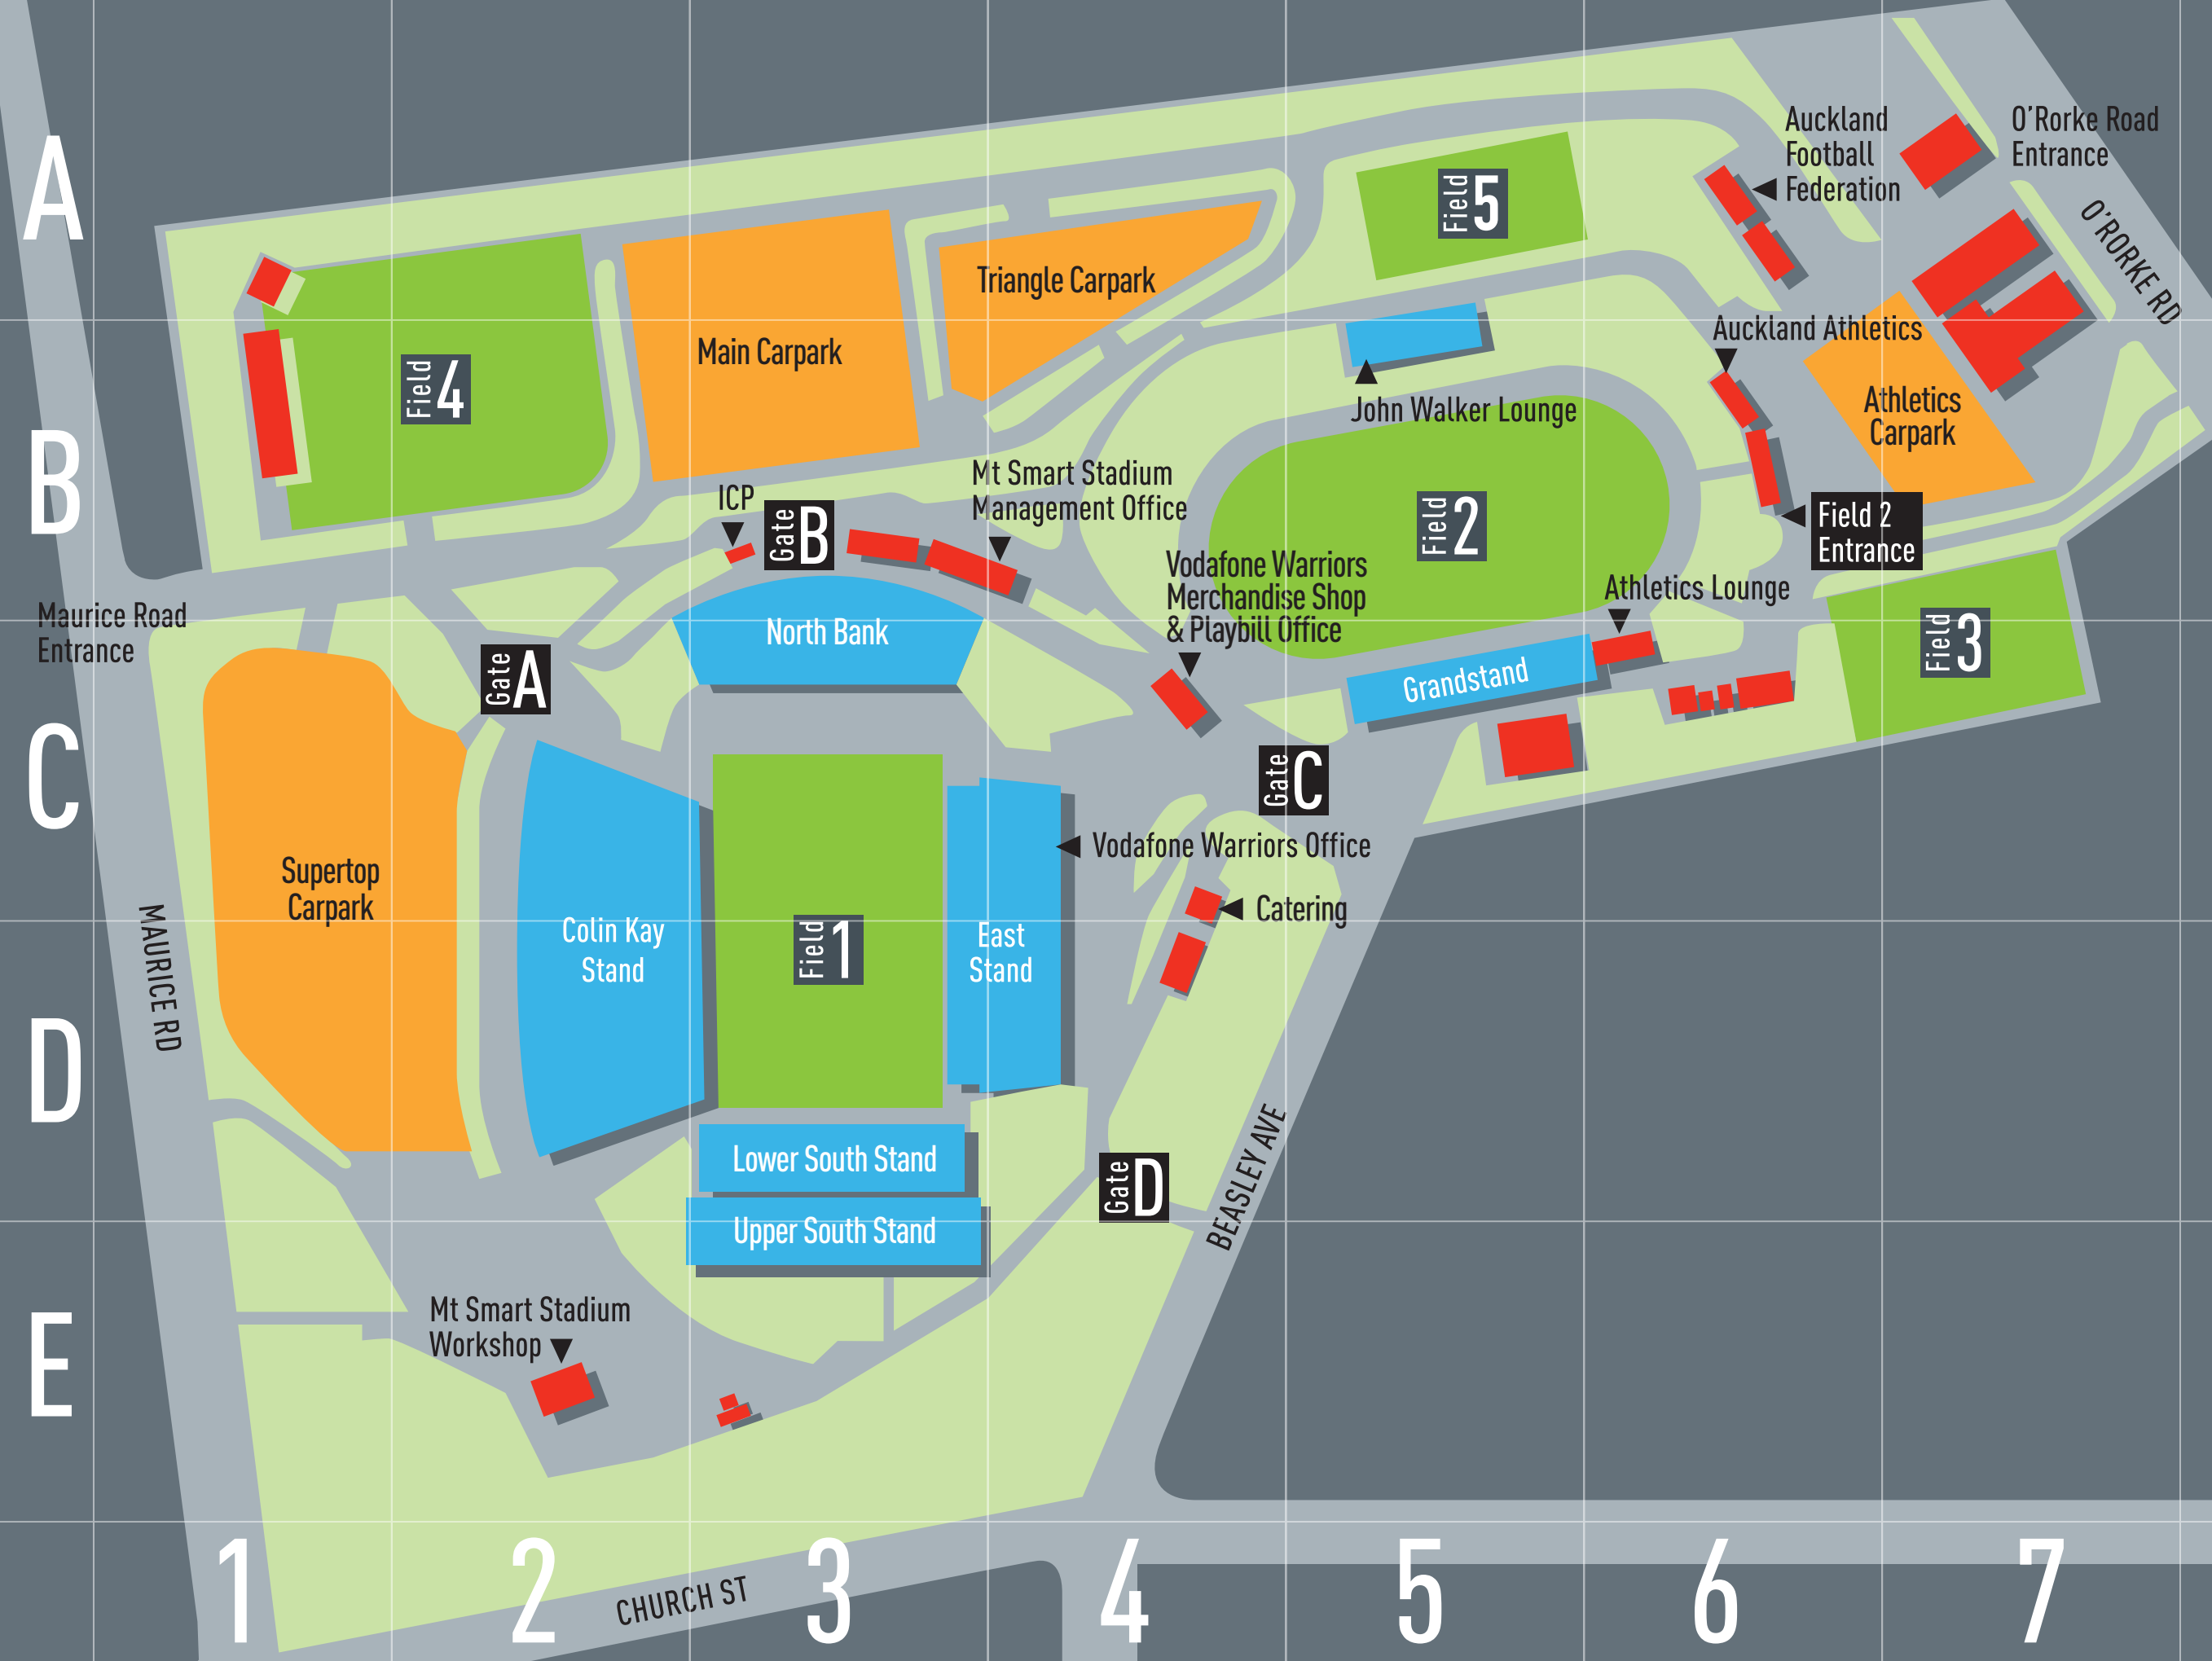 A
B
C
D
E
1
2
3
4
5
6
7
Auckland
Football
Federation
O'Rorke Road
Entrance
O'RORKE RD
Field 5
Triangle Carpark
Main Carpark
Field 4
John Walker Lounge
Auckland Athletics
Athletics
Carpark
Field 2
Field 2
Entrance
Mt Smart Stadium
Management Office
ICP
Gate B
Vodafone Warriors
Merchandise Shop
& Playbill Office
Athletics Lounge
Field 3
Maurice Road
Entrance
North Bank
Gate A
Grandstand
Gate C
Vodafone Warriors Office
Supertop
Carpark
Catering
MAURICE RD
Colin Kay
Stand
Field 1
East
Stand
Lower South Stand
Gate D
Upper South Stand
BEASLEY AVE
Mt Smart Stadium
Workshop
CHURCH ST